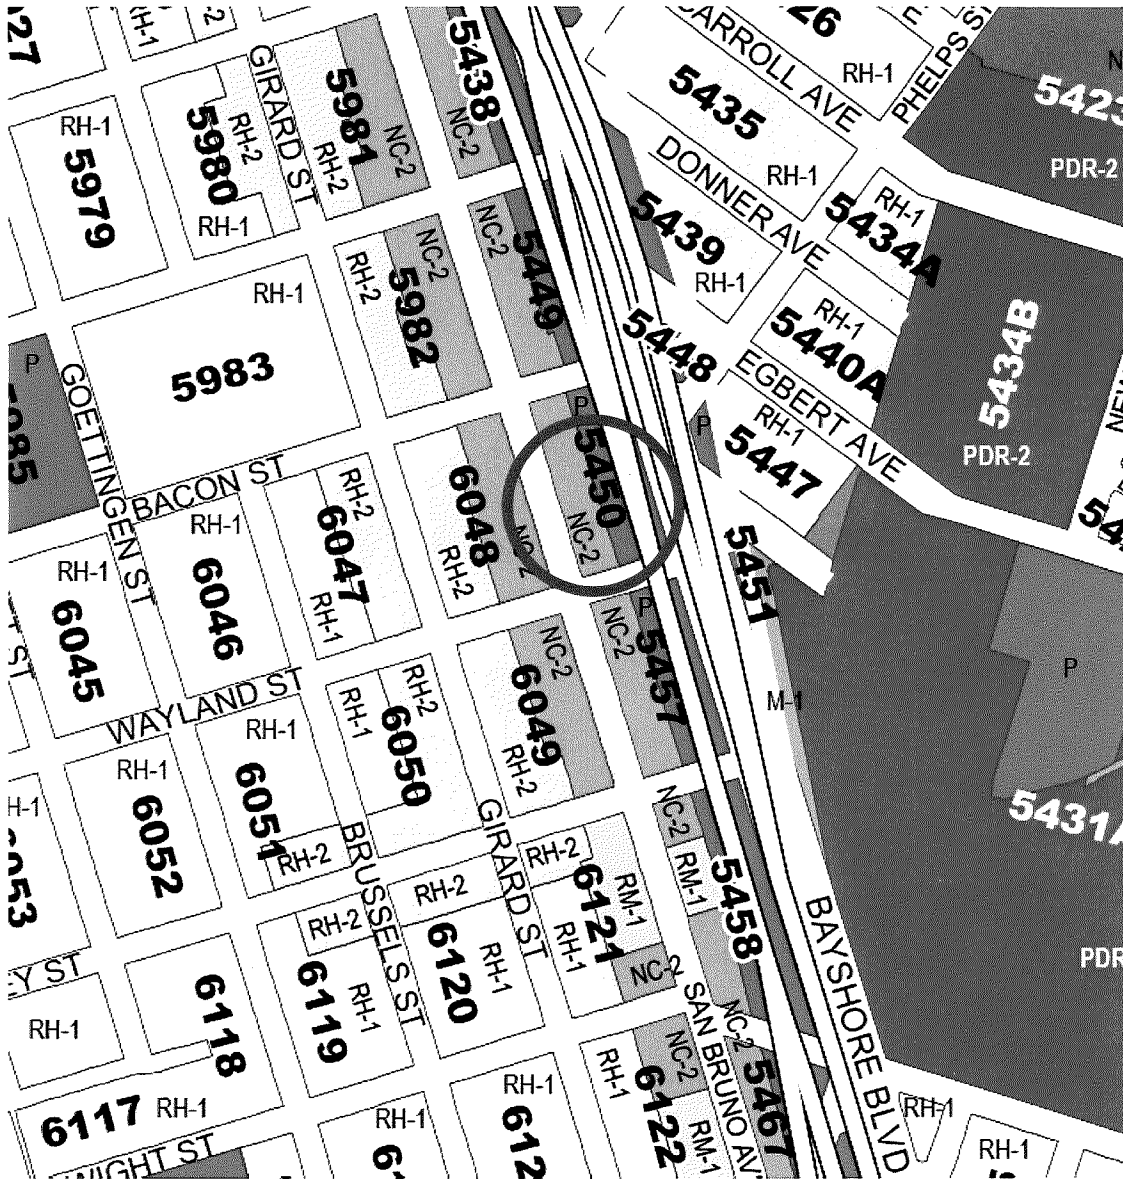 5438
26
CARROLL AVE
PHELPS ST
RH-1
RH-2
GIRARD ST
5981
NC-2
RH-2
NC-2
5435
RH-1
RH-1
5423
PDR-2
RH-1
5979
5980
RH-2
RH-1
DONNER AVE
5439
RH-1
RH-1
5434A
NC-2
5449
RH-2
NC-2
5982
RH-1
5983
RH-1
5440A
5434B
PDR-2
5448
EGBERT AVE
P
5985
GOETTINGEN ST
P
5450
NC-2
P
RH-1
5447
BACON ST
RH-1
6046
RH-2
6047
RH-1
6048
RH-2
NC-2
RH-1
6045
5451
P
NC-2
5457
NC-2
6049
RH-2
M-1
P
5431A
WAYLAND ST
RH-1
RH-1
RH-2
6050
RH-1
6052
6051
RH-2
BRUSSELS ST
GIRARD ST
NC-2
RM-1
5458
RH-2
6121
RM-1
RH-1
NC-2
RH-2
RH-2
6120
RH-1
6119
RH-1
6118
RH-1
BAYSHORE BLVD
SAN BRUNO AV
NC-2
5467
NC-2
RH-1
6122
RM-1
RH-1
RH-1
6117
RH-1
RH-1
RH-1